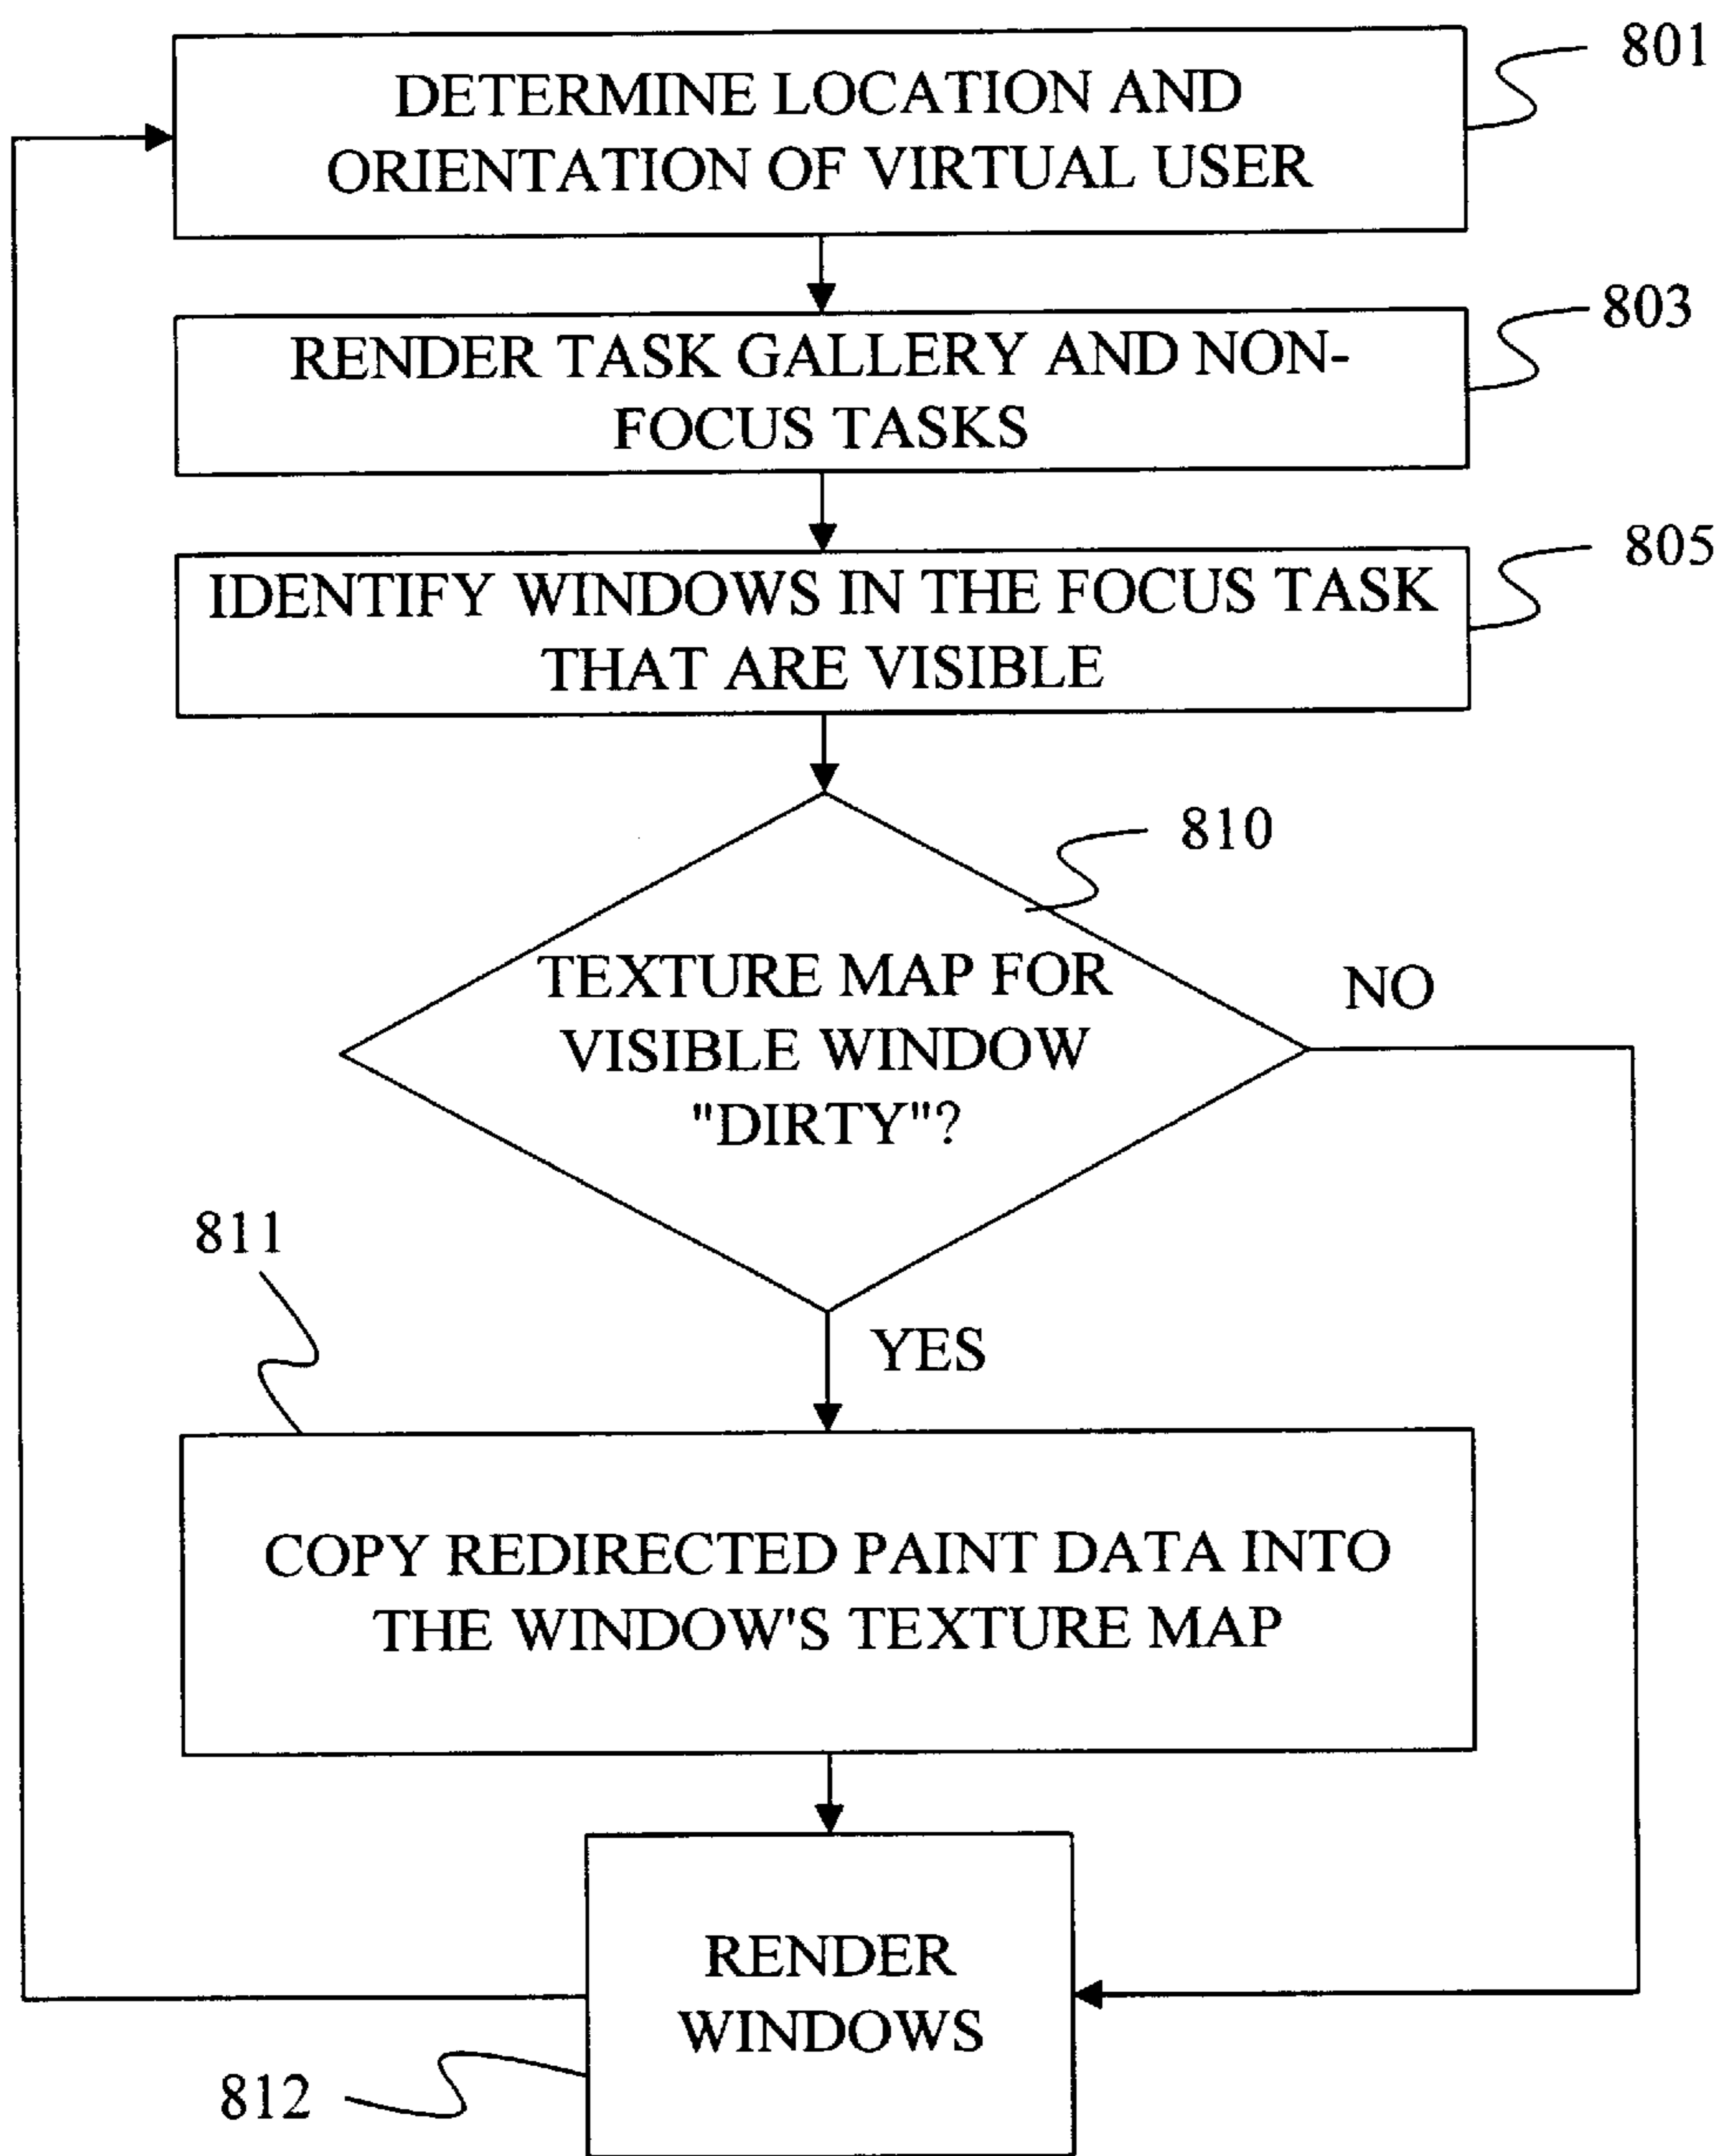 801
DETERMINE LOCATION AND
ORIENTATION OF VIRTUAL USER
803
RENDER TASK GALLERY AND NON-
FOCUS TASKS
805
IDENTIFY WINDOWS IN THE FOCUS TASK
THAT ARE VISIBLE
810
TEXTURE MAP FOR
VISIBLE WINDOW
"DIRTY"?
NO
811
YES
COPY REDIRECTED PAINT DATA INTO
THE WINDOW'S TEXTURE MAP
RENDER
WINDOWS
812